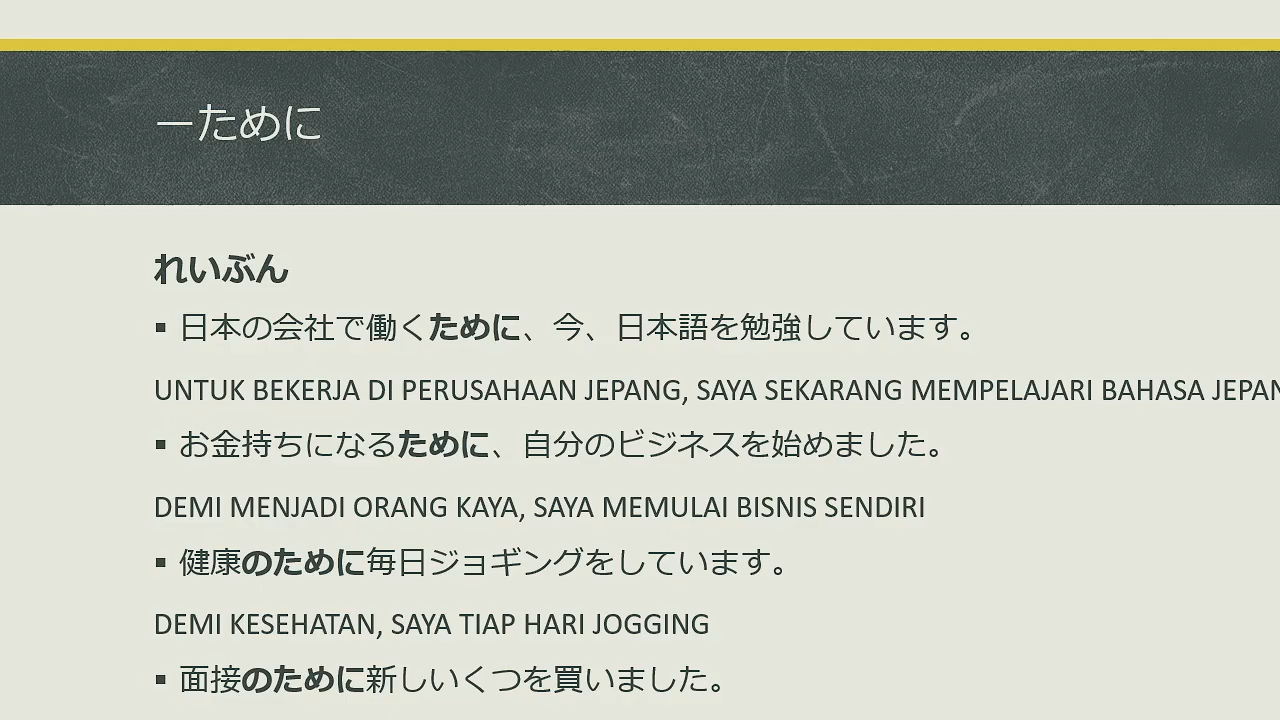 ーために
れいぶん
▪ 日本の会社で働くために、今、日本語を勉強しています。
UNTUK BEKERJA DI PERUSAHAAN JEPANG, SAYA SEKARANG MEMPELAJARI BAHASA JEPAN
▪ お金持ちになるために、自分のビジネスを始めました。
DEMI MENJADI ORANG KAYA, SAYA MEMULAI BISNIS SENDIRI
▪ 健康のために毎日ジョギングをしています。
DEMI KESEHATAN, SAYA TIAP HARI JOGGING
▪ 面接のために新しいくつを買いました。